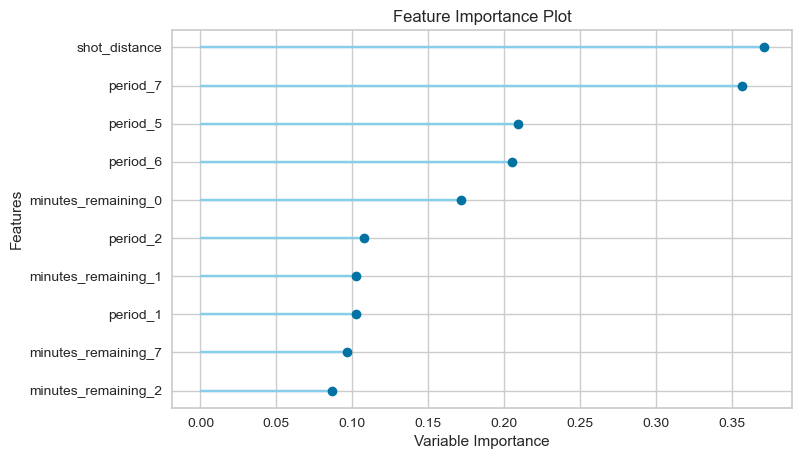 Feature Importance Plot
Features
shot_distance
period_7
period_5
period_6
minutes_remaining_0
period_2
minutes_remaining_1
period_1
minutes_remaining_7
minutes_remaining_2
0.00 0.05 0.10 0.15 0.20 0.25 0.30 0.35
Variable Importance